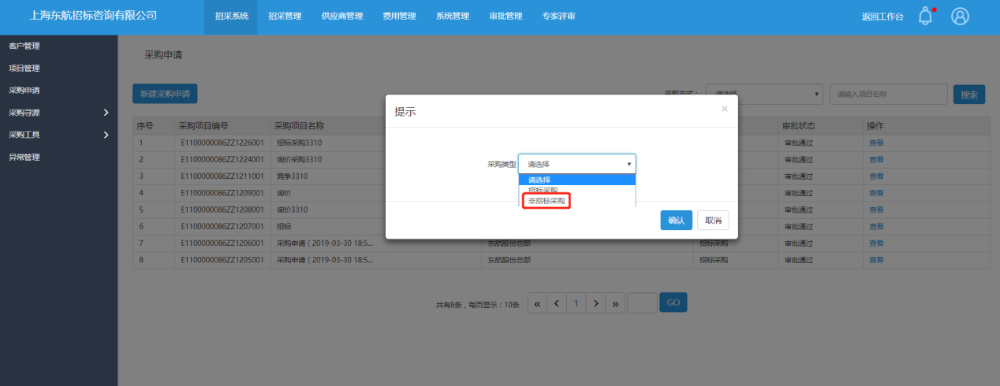 上海东航招标咨询有限公司 招采系统 招采管理 供应商管理 费用管理 系统管理 审批管理 专家评审 返回工作台
客户管理
项目管理
采购申请
采购寻源
采购工具
异常管理
采购申请
新建采购申请 采购方式： 请选择 请输入项目名称 搜索
序号 采购项目编号 采购项目名称 审批状态 操作
1 E1100000086ZZ1226001 招标采购3310 审批通过 查看
2 E1100000086ZZ1224001 询价采购3310 审批通过 查看
3 E1100000086ZZ1211001 竞争3310 审批通过 查看
4 E1100000086ZZ1209001 询价 审批通过 查看
5 E1100000086ZZ1208001 询价3310 审批通过 查看
6 E1100000086ZZ1207001 招标 审批通过 查看
7 E1100000086ZZ1206001 采购申请 ( 2019-03-30 18:5... 东航股份总部 招标采购 审批通过 查看
8 E1100000086ZZ1205001 采购申请 ( 2019-03-30 18:5... 东航股份总部 招标采购 审批通过 查看
提示 ×
采购类型 请选择
请选择
招标采购
非招标采购
确认 取消
共有8条，每页显示：10条 « < 1 > » GO